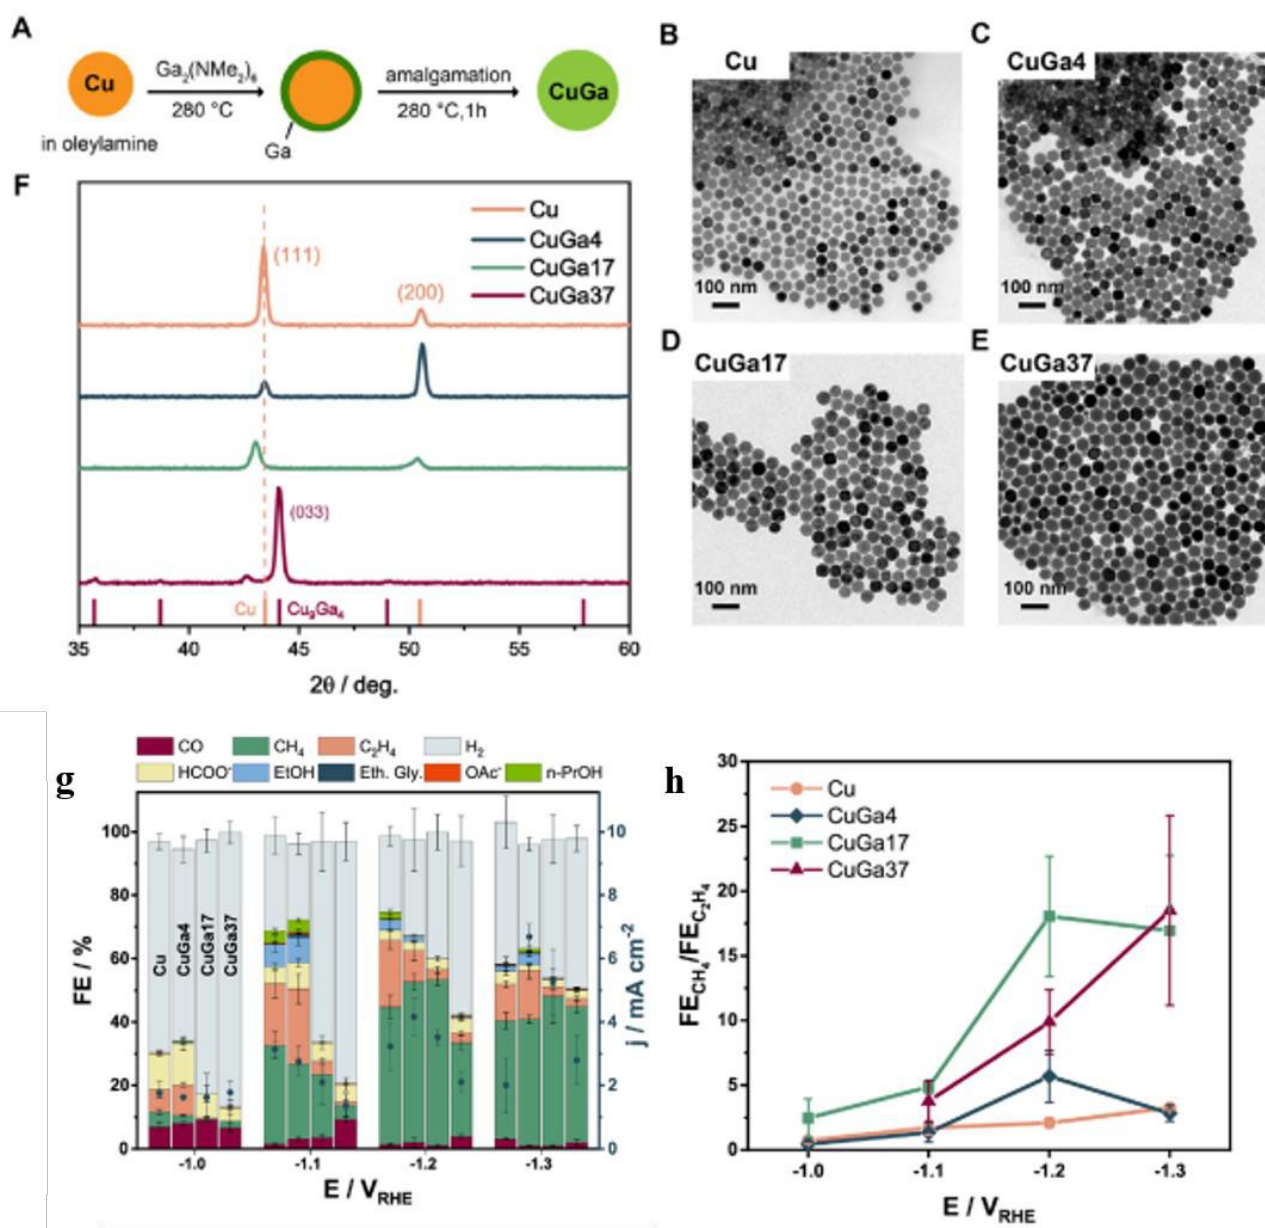 A
Cu
Ga₂(NMe₂)₆
280 °C
amalgamation
280 °C,1h
CuGa
in oleylamine
Ga
B
Cu
100 nm
C
CuGa4
100 nm
D
CuGa17
100 nm
E
CuGa37
100 nm
F
Cu
CuGa4
CuGa17
CuGa37
(111)
(200)
(033)
Cu
Cu₉Ga₄
35 40 45 50 55 60
2θ / deg.
g
CO CH₄ C₂H₄ H₂
HCOO⁻ EtOH Eth. Gly. OAc⁻ n-PrOH
FE / %
100
80
60
40
20
0
Cu
CuGa4
CuGa17
CuGa37
10
8
6
4
2
0
j / mA cm⁻²
-1.0 -1.1 -1.2 -1.3
E / V_RHE
h
FE_CH₄/FE_C₂H₄
30
25
20
15
10
5
0
Cu
CuGa4
CuGa17
CuGa37
-1.0 -1.1 -1.2 -1.3
E / V_RHE